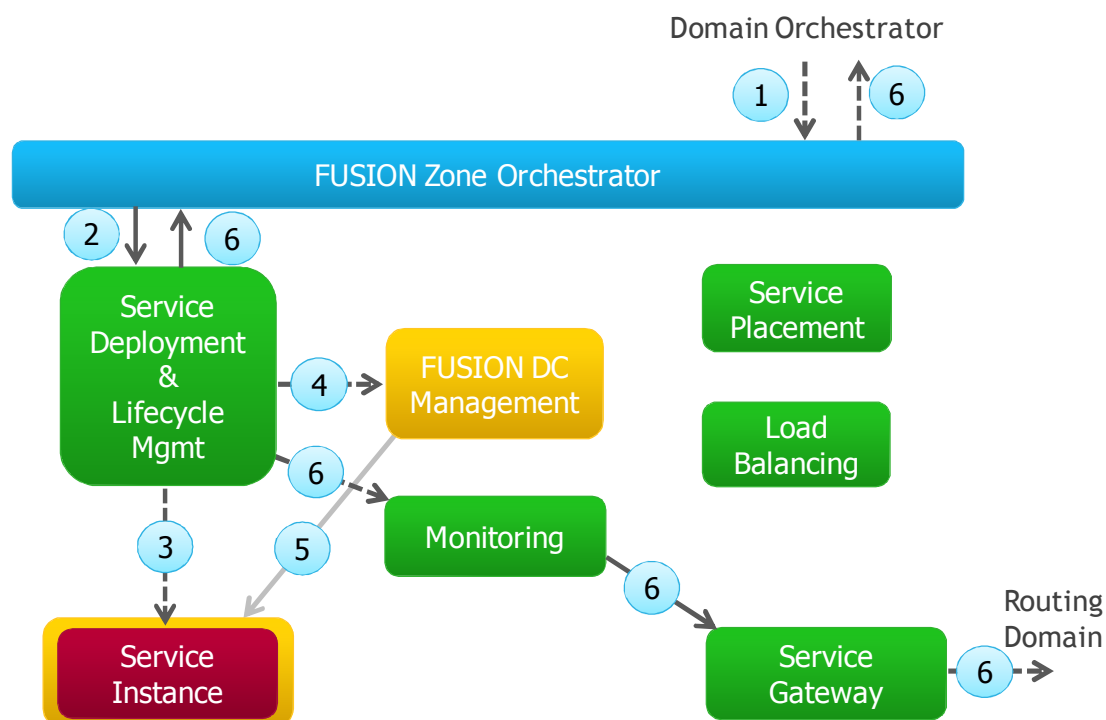 Domain Orchestrator
1
6
FUSION Zone Orchestrator
2
6
Service
Deployment
&
Lifecycle
Mgmt
Service
Placement
4
FUSION DC
Management
Load
Balancing
6
Monitoring
3
5
6
Routing
Domain
Service
Instance
Service
Gateway
6